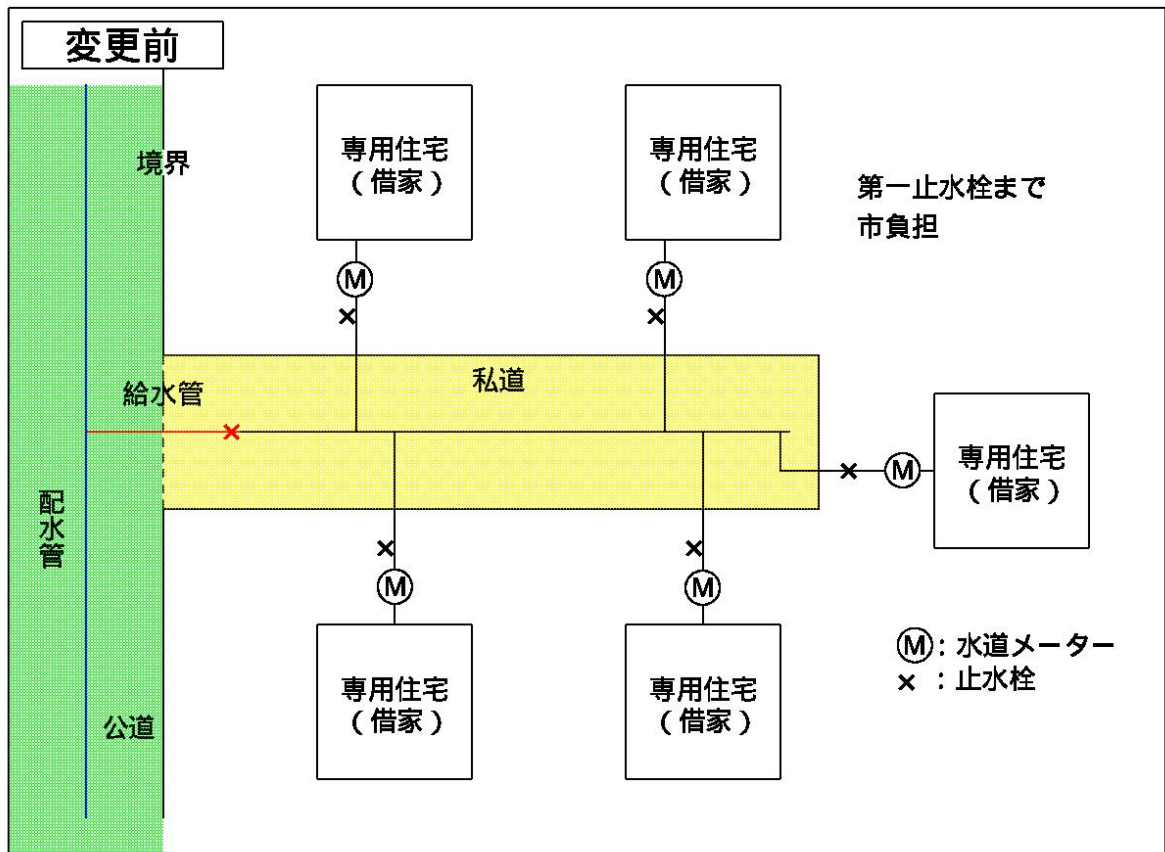 変更前
境界
専用住宅
（借家）
専用住宅
（借家）
第一止水栓まで
市負担
M
M
給水管
私道
専用住宅
（借家）
M
配水管
M
M
専用住宅
（借家）
専用住宅
（借家）
M：水道メーター
×：止水栓
公道